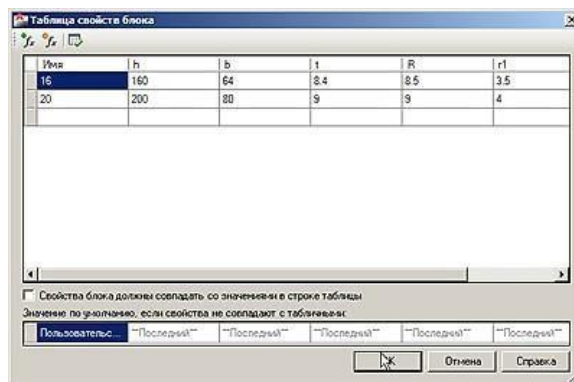 Таблица свойств блока
Имя h b t R r1
16 160 64 8.4 8.5 3.5
20 200 80 9 9 4
Свойства блока должны совпадать со значениями в строке таблицы
Значение по умолчанию, если свойства не совпадают с табличными:
Пользовательс... **Последний** **Последний** **Последний** **Последний** **Последний**
Отмена Справка